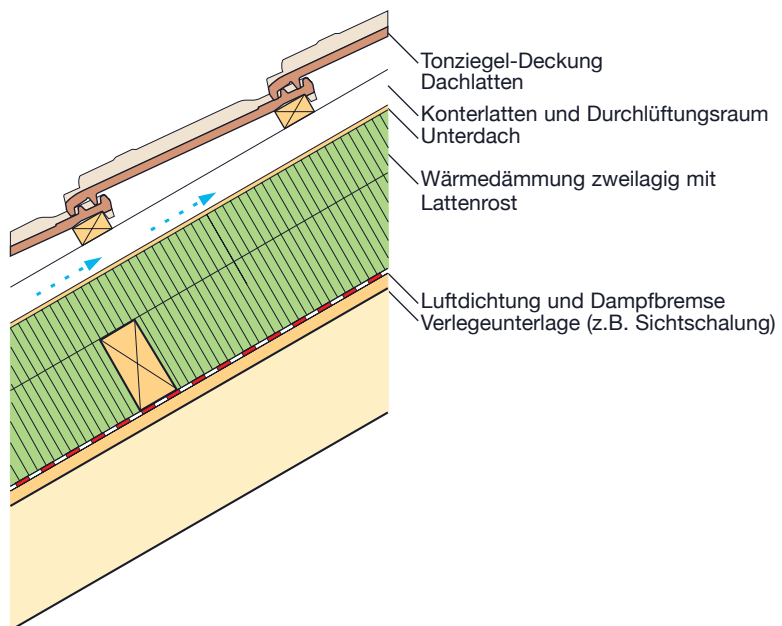 Tonziegel-Deckung
Dachlatten
Konterlatten und Durchlüftungsraum
Unterdach
Wärmedämmung zweilagig mit
Lattenrost
Luftdichtung und Dampfbremse
Verlegeunterlage (z.B. Sichtschalung)